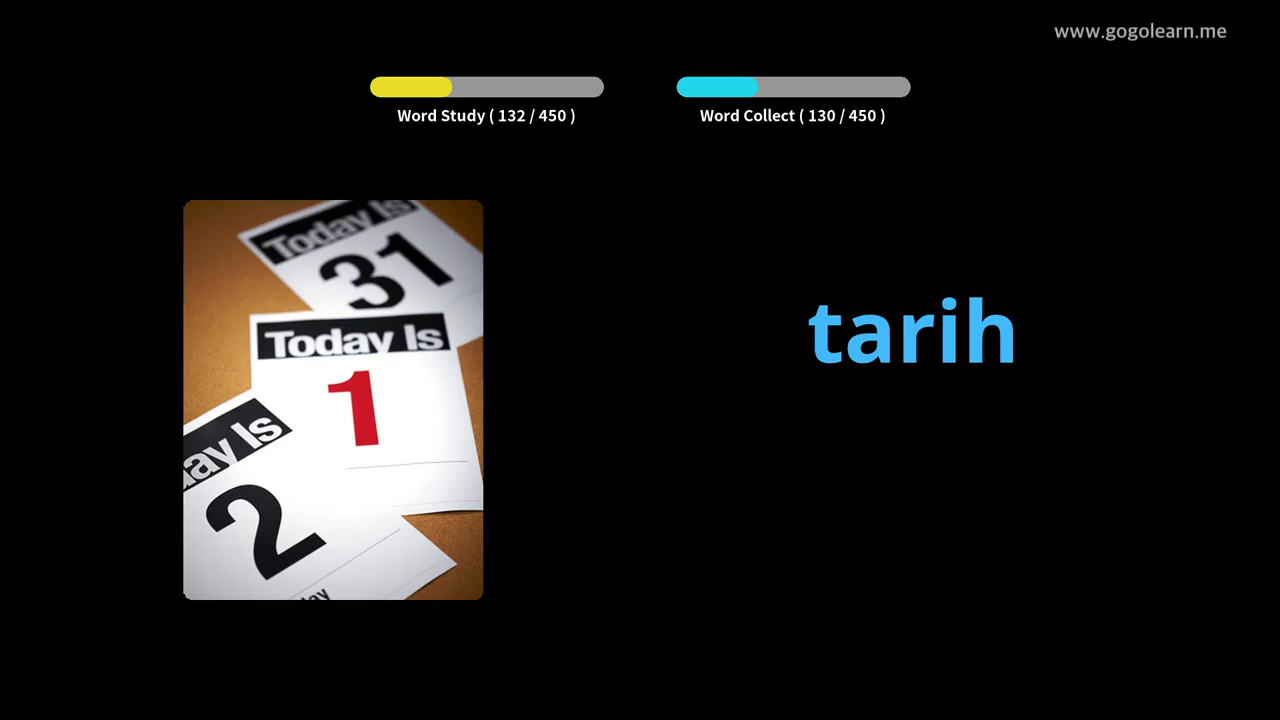 www.gogolearn.me
Word Study ( 132 / 450 )
Word Collect ( 130 / 450 )
Today Is
31
Today Is
1
day Is
2
tarih